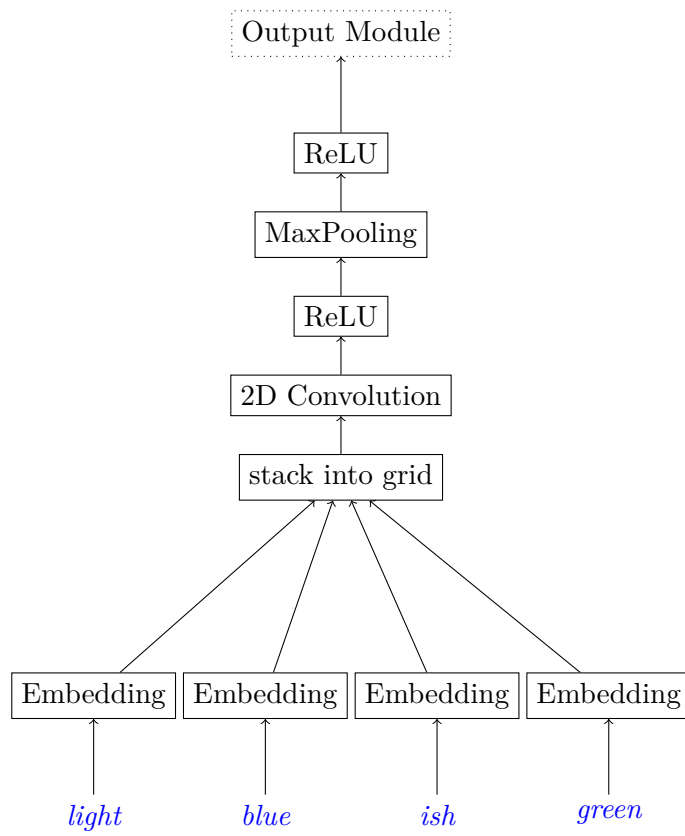 Output Module
ReLU
MaxPooling
ReLU
2D Convolution
stack into grid
Embedding Embedding Embedding Embedding
light blue ish green